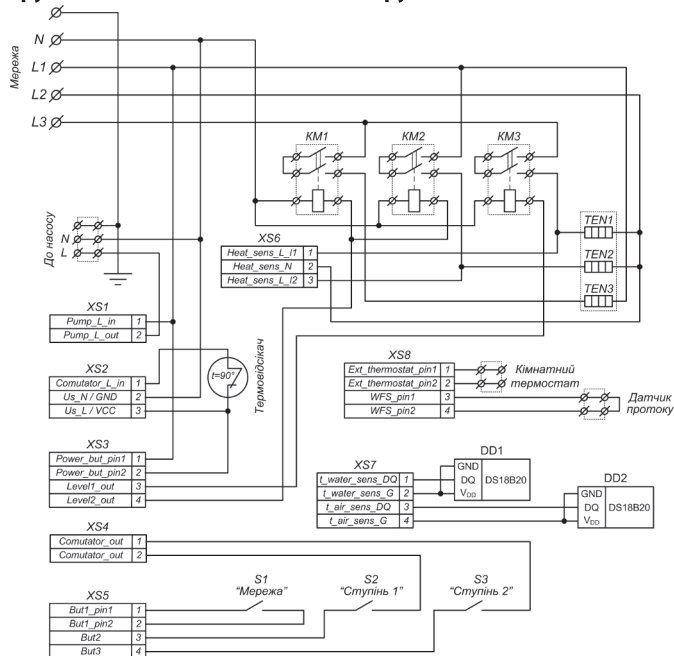 N
L1
L2
L3
Мережа
KM1
KM2
KM3
До насосу
N
L
TEN1
TEN2
TEN3
XS6
Heat_sens_L_l1 1
Heat_sens_N 2
Heat_sens_L_l2 3
XS1
Pump_L_in 1
Pump_L_out 2
XS2
Comutator_L_in 1
Us_N / GND 2
Us_L / VCC 3
t=90°
Термовідсікач
XS8
Ext_thermostat_pin1 1
Ext_thermostat_pin2 2
WFS_pin1 3
WFS_pin2 4
Кімнатний
термостат
Датчик
протоку
XS3
Power_but_pin1 1
Power_but_pin2 2
Level1_out 3
Level2_out 4
XS7
t_water_sens_DQ 1
t_water_sens_G 2
t_air_sens_DQ 3
t_air_sens_G 4
DD1
GND
DQ DS18B20
VDD
DD2
GND
DQ DS18B20
VDD
XS4
Comutator_out 1
Comutator_out 2
XS5
But1_pin1 1
But1_pin2 2
But2 3
But3 4
S1
“Мережа”
S2
“Ступінь 1”
S3
“Ступінь 2”